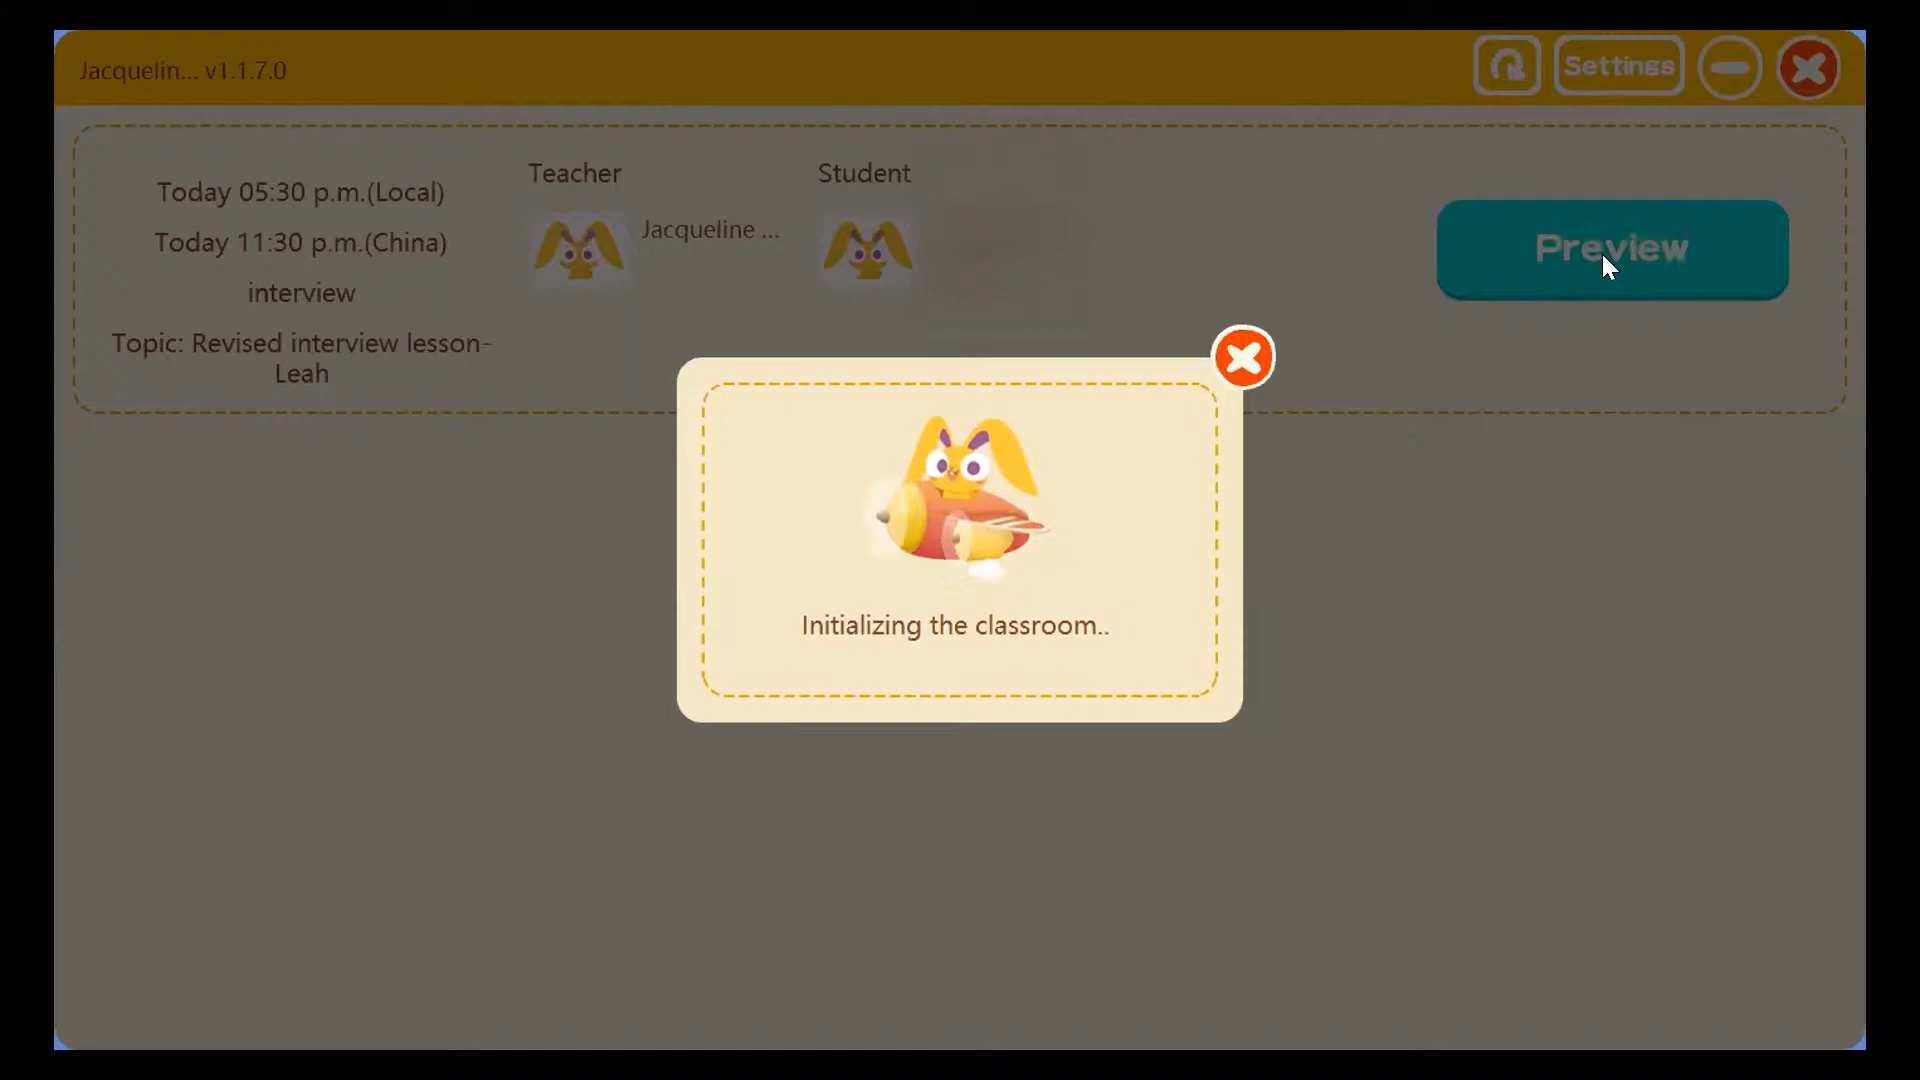 Jacquelin... v1.1.7.0
Settings
Today 05:30 p.m.(Local)
Today 11:30 p.m.(China)
interview
Topic: Revised interview lesson-
Leah
Teacher
Jacqueline ...
Student
Preview
Initializing the classroom..